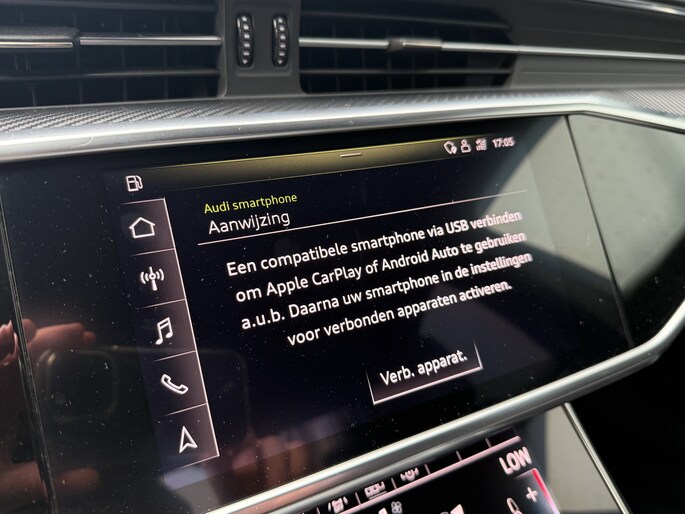 17:05
Audi smartphone
Aanwijzing
Een compatibele smartphone via USB verbinden
om Apple CarPlay of Android Auto te gebruiken
a.u.b. Daarna uw smartphone in de instellingen
voor verbonden apparaten activeren.
Verb. apparat.
LOW
+